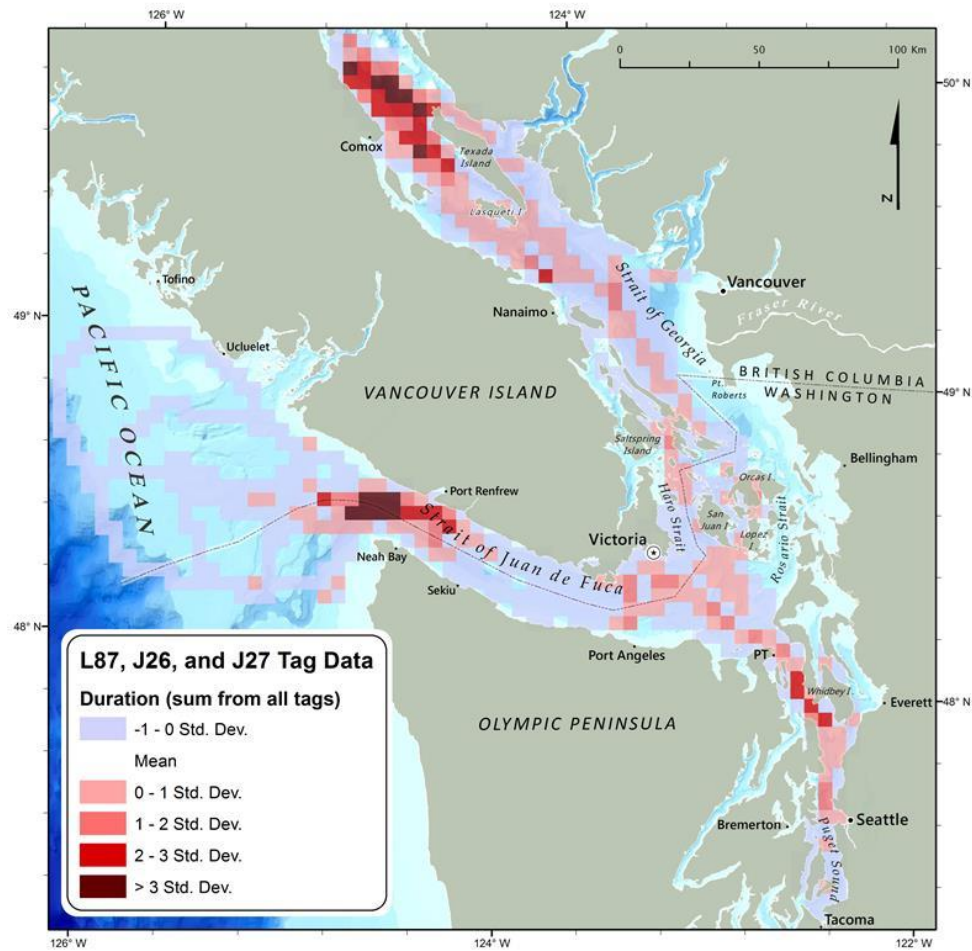 126° W
124° W
0
50
100 Km
50° N
N
Comox
Texada
Island
Lasqueti I
Strait of Georgia
Vancouver
Fraser River
Tofino
49° N
Nanaimo
Ucluelet
PACIFIC OCEAN
VANCOUVER ISLAND
BRITISH COLUMBIA
WASHINGTON
Pt.
Roberts
49° N
Saltspring
Island
Orcas I
Bellingham
Haro Strait
San
Juan I
Lopez
I
Rosario Strait
Port Renfrew
Strait of Juan de Fuca
Victoria
Neah Bay
Sekiu
48° N
Port Angeles
PT
Whidbey I
Everett
48° N
OLYMPIC PENINSULA
Bremerton
Seattle
Puget Sound
Tacoma
L87, J26, and J27 Tag Data
Duration (sum from all tags)
-1 - 0 Std. Dev.
Mean
0 - 1 Std. Dev.
1 - 2 Std. Dev.
2 - 3 Std. Dev.
> 3 Std. Dev.
126° W
124° W
122° W